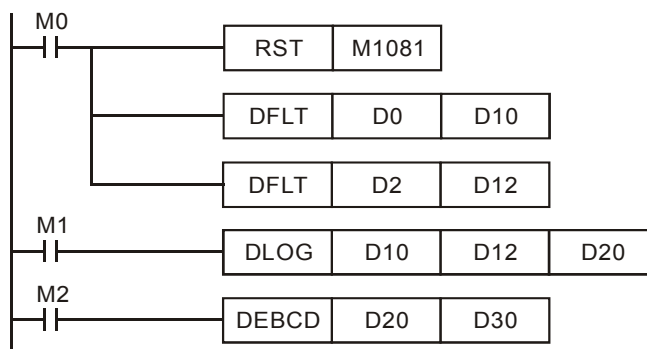 M0
RST M1081
DFLT D0 D10
DFLT D2 D12
M1
DLOG D10 D12 D20
M2
DEBCD D20 D30